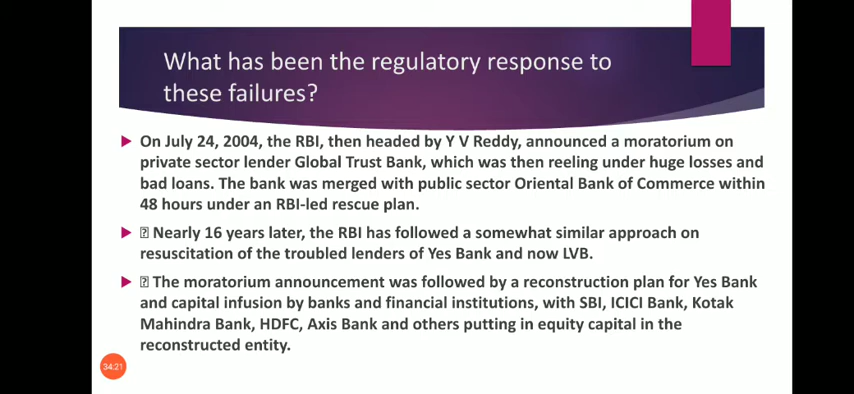 What has been the regulatory response to
these failures?
On July 24, 2004, the RBI, then headed by Y V Reddy, announced a moratorium on
private sector lender Global Trust Bank, which was then reeling under huge losses and
bad loans. The bank was merged with public sector Oriental Bank of Commerce within
48 hours under an RBI-led rescue plan.
Nearly 16 years later, the RBI has followed a somewhat similar approach on
resuscitation of the troubled lenders of Yes Bank and now LVB.
The moratorium announcement was followed by a reconstruction plan for Yes Bank
and capital infusion by banks and financial institutions, with SBI, ICICI Bank, Kotak
Mahindra Bank, HDFC, Axis Bank and others putting in equity capital in the
reconstructed entity.
34:21